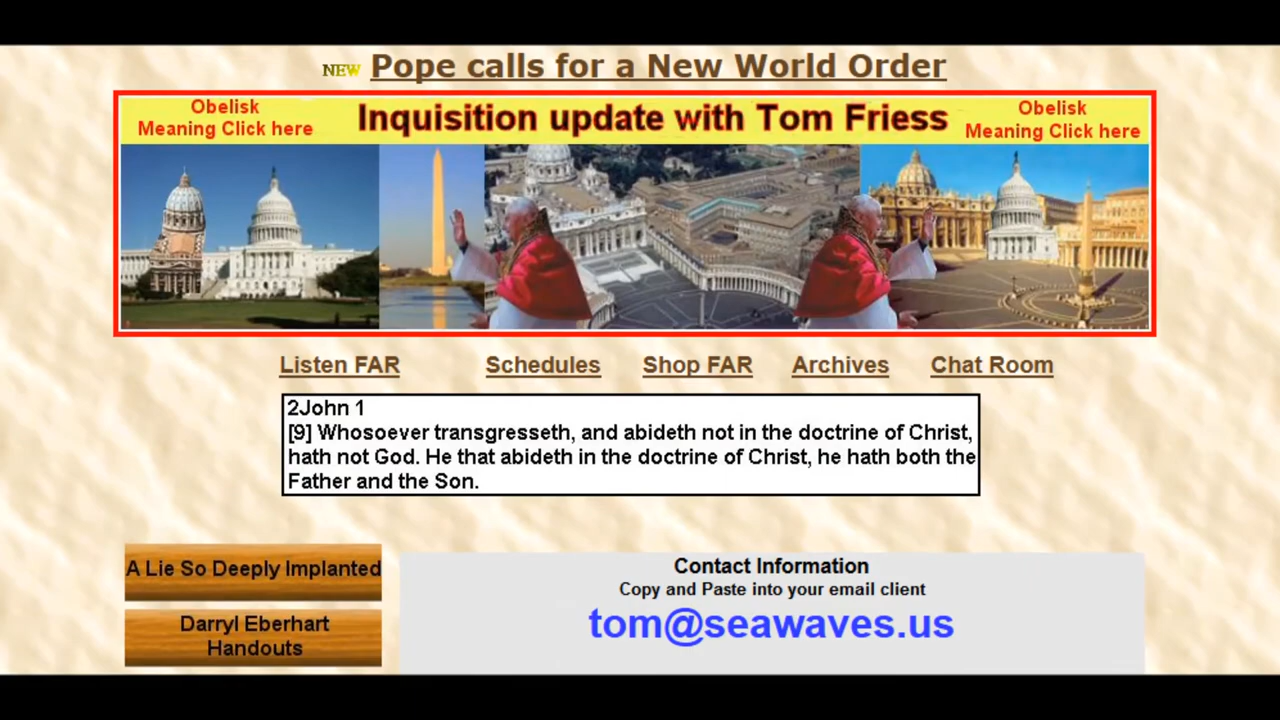 NEW Pope calls for a New World Order
Obelisk
Meaning Click here
Inquisition update with Tom Friess
Obelisk
Meaning Click here
Listen FAR Schedules Shop FAR Archives Chat Room
2John 1
[9] Whosoever transgresseth, and abideth not in the doctrine of Christ,
hath not God. He that abideth in the doctrine of Christ, he hath both the
Father and the Son.
A Lie So Deeply Implanted
Darryl Eberhart
Handouts
Contact Information
Copy and Paste into your email client
tom@seawaves.us